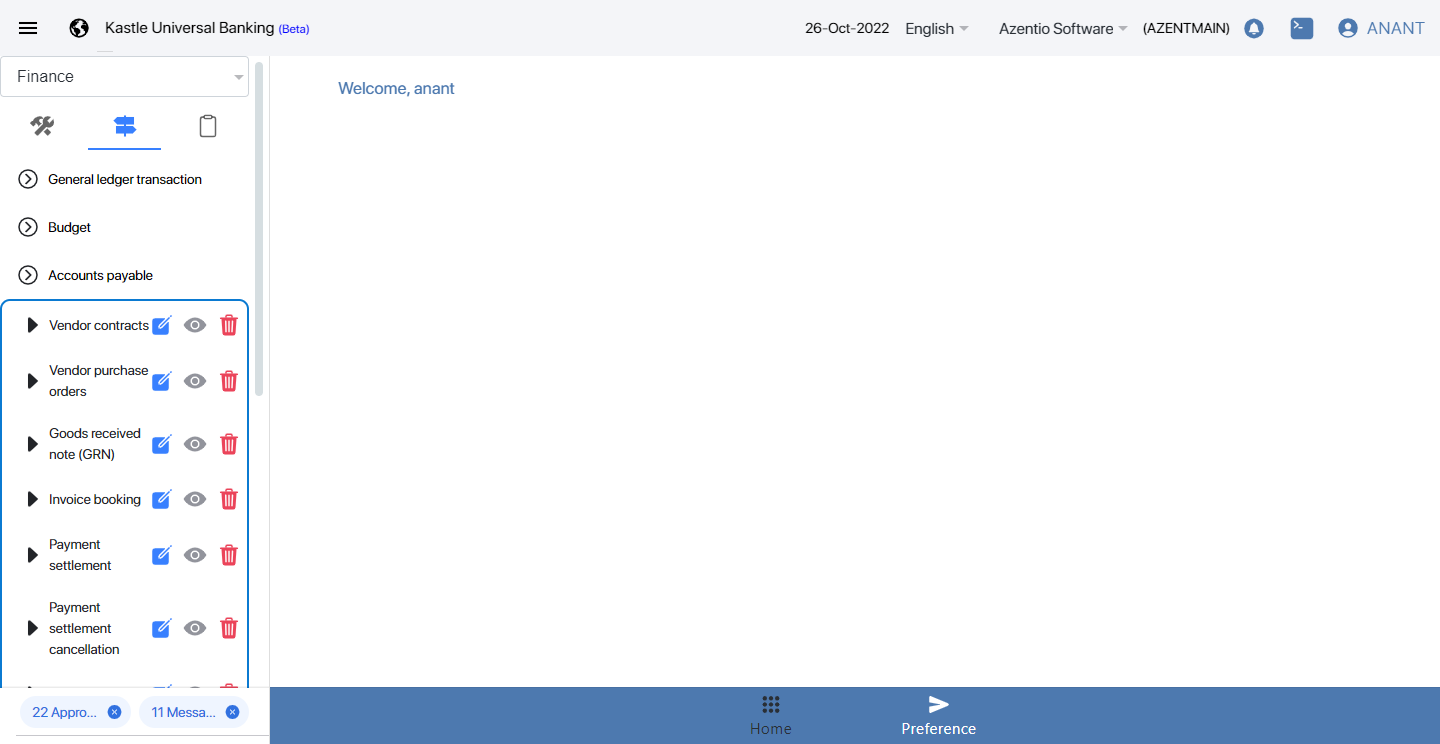 Kastle Universal Banking (Beta)
26-Oct-2022
English
Azentio Software
(AZENTMAIN)
ANANT
Finance
Welcome, anant
General ledger transaction
Budget
Accounts payable
Vendor contracts
Vendor purchase
orders
Goods received
note (GRN)
Invoice booking
Payment
settlement
Payment
settlement
cancellation
22 Appro...
11 Messa...
Home
Preference